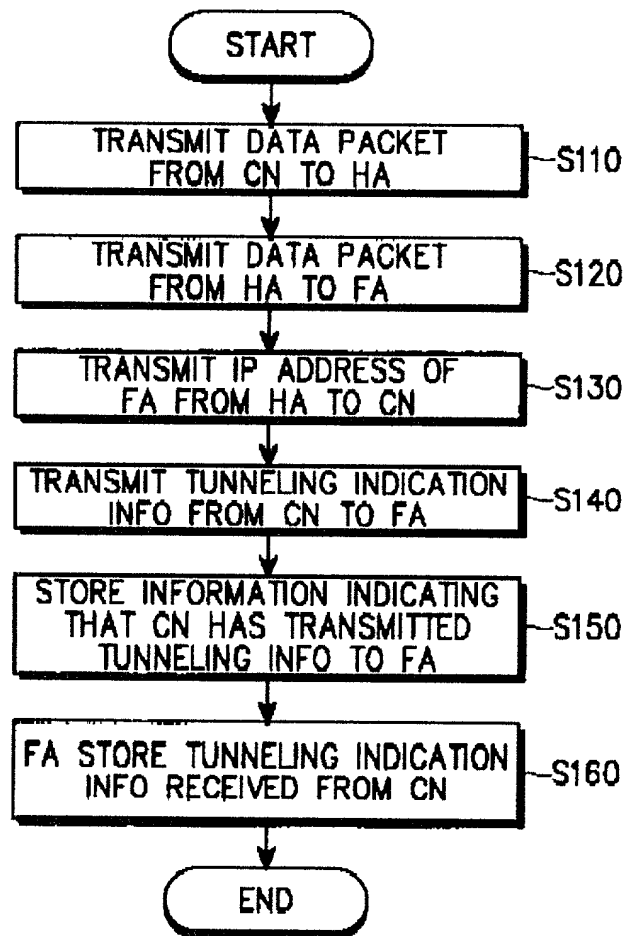 START
TRANSMIT DATA PACKET
FROM CN TO HA
S110
TRANSMIT DATA PACKET
FROM HA TO FA
S120
TRANSMIT IP ADDRESS OF
FA FROM HA TO CN
S130
TRANSMIT TUNNELING INDICATION
INFO FROM CN TO FA
S140
STORE INFORMATION INDICATING
THAT CN HAS TRANSMITTED
TUNNELING INFO TO FA
S150
FA STORE TUNNELING INDICATION
INFO RECEIVED FROM CN
S160
END